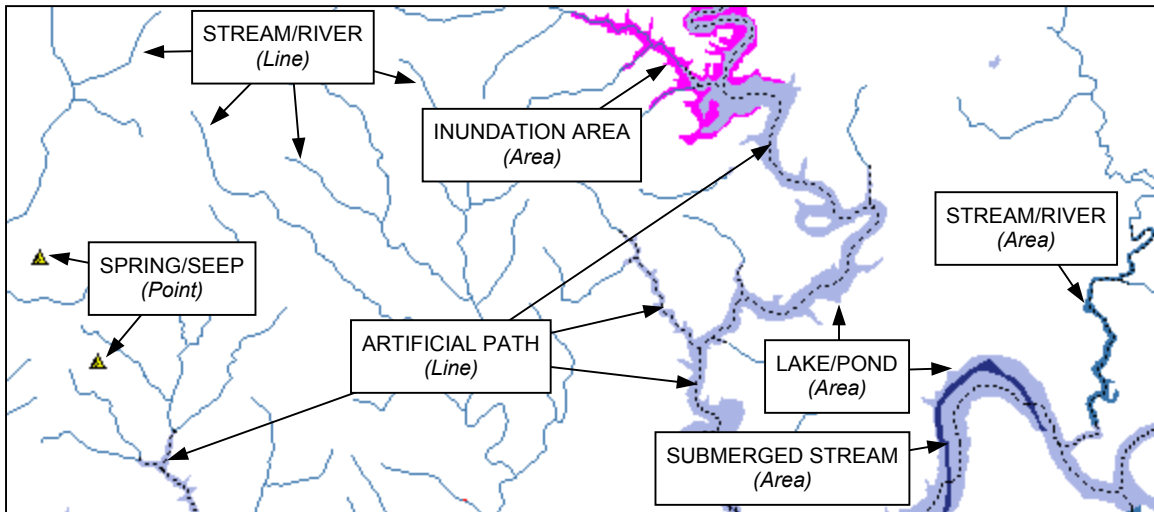 STREAM/RIVER
(Line)
INUNDATION AREA
(Area)
STREAM/RIVER
(Area)
SPRING/SEEP
(Point)
ARTIFICIAL PATH
(Line)
LAKE/POND
(Area)
SUBMERGED STREAM
(Area)